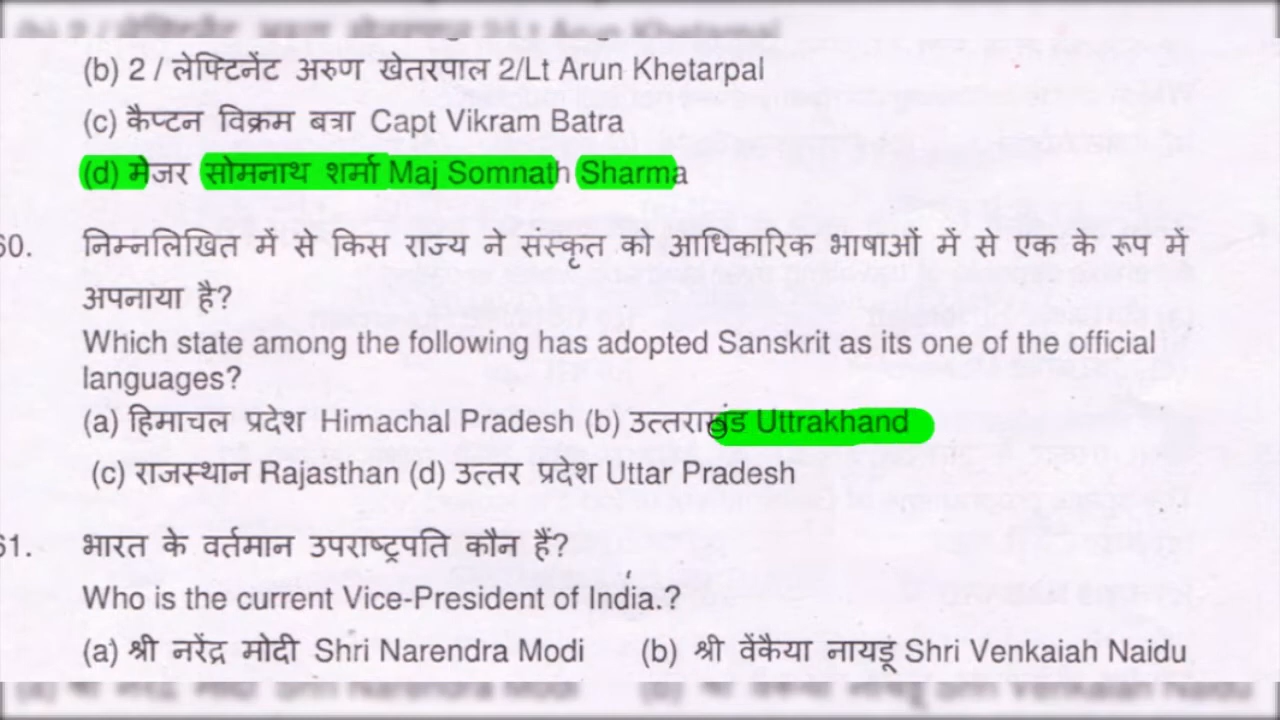 (b) 2 / लेफ्टिनेंट अरुण खेतरपाल 2/Lt Arun Khetarpal
(c) कैप्टन विक्रम बत्रा Capt Vikram Batra
(d) मेजर सोमनाथ शर्मा Maj Somnath Sharma
60. निम्नलिखित में से किस राज्य ने संस्कृत को आधिकारिक भाषाओं में से एक के रूप में
अपनाया है?
Which state among the following has adopted Sanskrit as its one of the official
languages?
(a) हिमाचल प्रदेश Himachal Pradesh (b) उत्तराखंड Uttrakhand
(c) राजस्थान Rajasthan (d) उत्तर प्रदेश Uttar Pradesh
61. भारत के वर्तमान उपराष्ट्रपति कौन हैं?
Who is the current Vice-President of India.?
(a) श्री नरेंद्र मोदी Shri Narendra Modi (b) श्री वेंकैया नायडू Shri Venkaiah Naidu